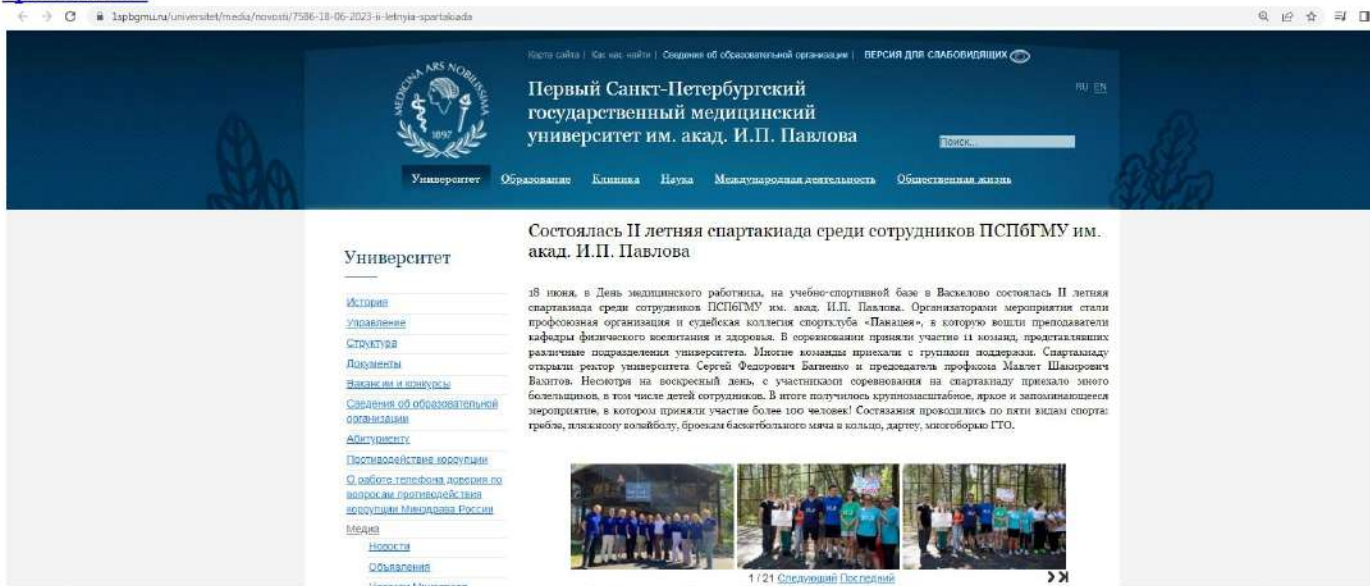 1spbgmu.ru/universitet/media/novosti/7586-18-06-2023-ii-letnyia-spartakiada
Карта сайта | Как нас найти | Сведения об образовательной организации | ВЕРСИЯ ДЛЯ СЛАБОВИДЯЩИХ
MEDICINA ARS NOBILISSIMA
1897
Первый Санкт-Петербургский
государственный медицинский
университет им. акад. И.П. Павлова
RU EN
Поиск...
Университет Образование Клиника Наука Международная деятельность Общественная жизнь
Университет
История
Управление
Структура
Документы
Вакансии и конкурсы
Сведения об образовательной
организации
Абитуриенту
Противодействие коррупции
О работе телефона доверия по
вопросам противодействия
коррупции Минздрава России
Медиа
Новости
Объявления
Состоялась II летняя спартакиада среди сотрудников ПСПбГМУ им.
акад. И.П. Павлова
18 июня, в День медицинского работника, на учебно-спортивной базе в Васкелово состоялась II летняя
спартакиада среди сотрудников ПСПбГМУ им. акад. И.П. Павлова. Организаторами мероприятия стали
профсоюзная организация и судейская коллегия спортклуба «Панацея», в которую вошли преподаватели
кафедры физического воспитания и здоровья. В соревновании приняли участие 11 команд, представлявших
различные подразделения университета. Многие команды приехали с группами поддержки. Спартакиаду
открыли ректор университета Сергей Федорович Багненко и председатель профкома Мавлет Шакирович
Вахитов. Несмотря на воскресный день, с участниками соревнования на спартакиаду приехало много
болельщиков, в том числе детей сотрудников. В итоге получилось крупномасштабное, яркое и запоминающееся
мероприятие, в котором приняли участие более 100 человек! Состязания проводились по пяти видам спорта:
гребле, пляжному волейболу, броскам баскетбольного мяча в кольцо, дартсу, многоборью ГТО.
1 / 21 Следующий Последний